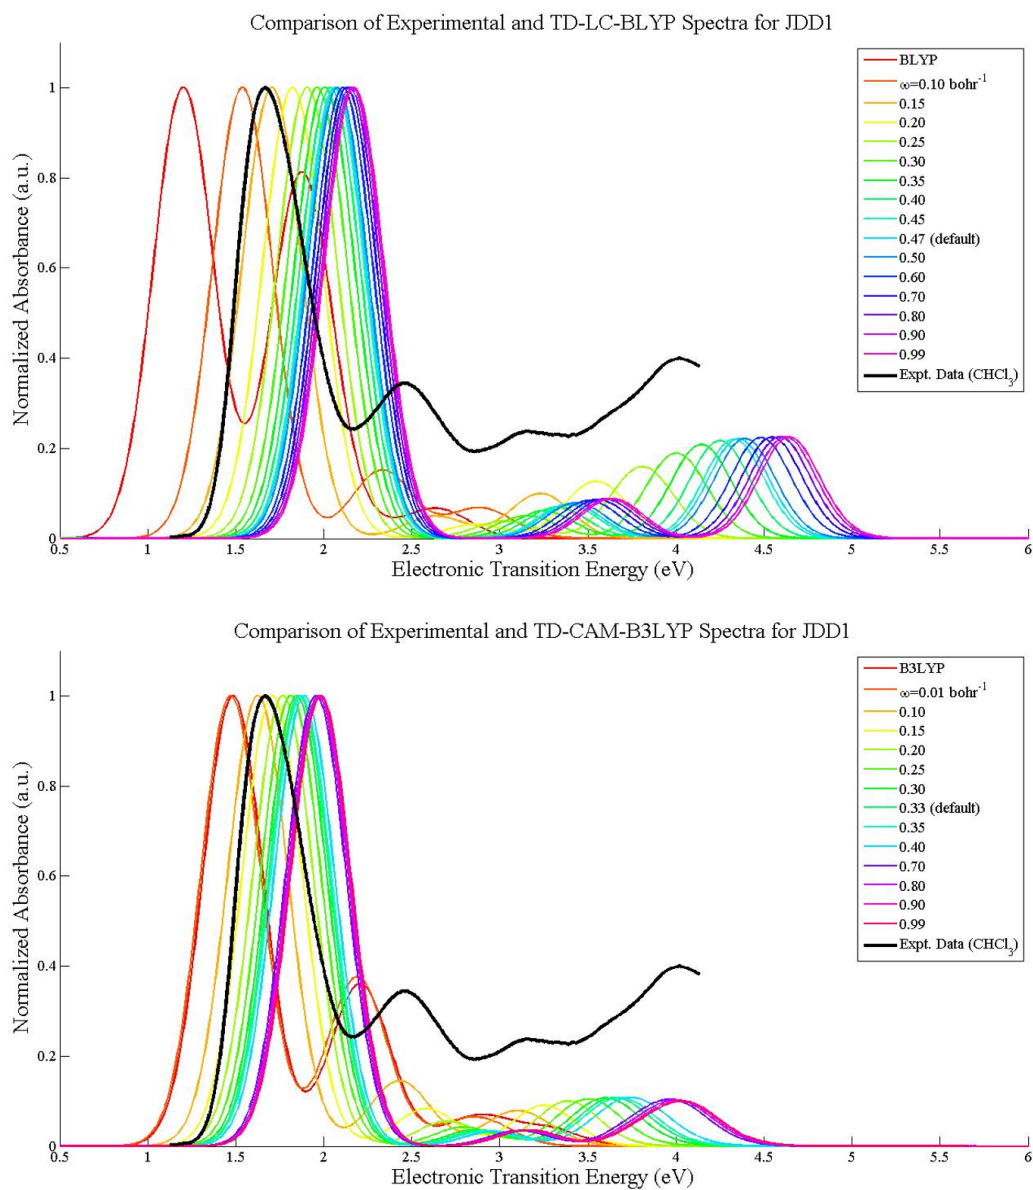 Comparison of Experimental and TD-LC-BLYP Spectra for JDD1
Normalized Absorbance (a.u.)
1
0.8
0.6
0.4
0.2
0
0.5 1 1.5 2 2.5 3 3.5 4 4.5 5 5.5 6
Electronic Transition Energy (eV)
BLYP
ω=0.10 bohr⁻¹
0.15
0.20
0.25
0.30
0.35
0.40
0.45
0.47 (default)
0.50
0.60
0.70
0.80
0.90
0.99
Expt. Data (CHCl₃)
Comparison of Experimental and TD-CAM-B3LYP Spectra for JDD1
Normalized Absorbance (a.u.)
1
0.8
0.6
0.4
0.2
0
0.5 1 1.5 2 2.5 3 3.5 4 4.5 5 5.5 6
Electronic Transition Energy (eV)
B3LYP
ω=0.01 bohr⁻¹
0.10
0.15
0.20
0.25
0.30
0.33 (default)
0.35
0.40
0.70
0.80
0.90
0.99
Expt. Data (CHCl₃)